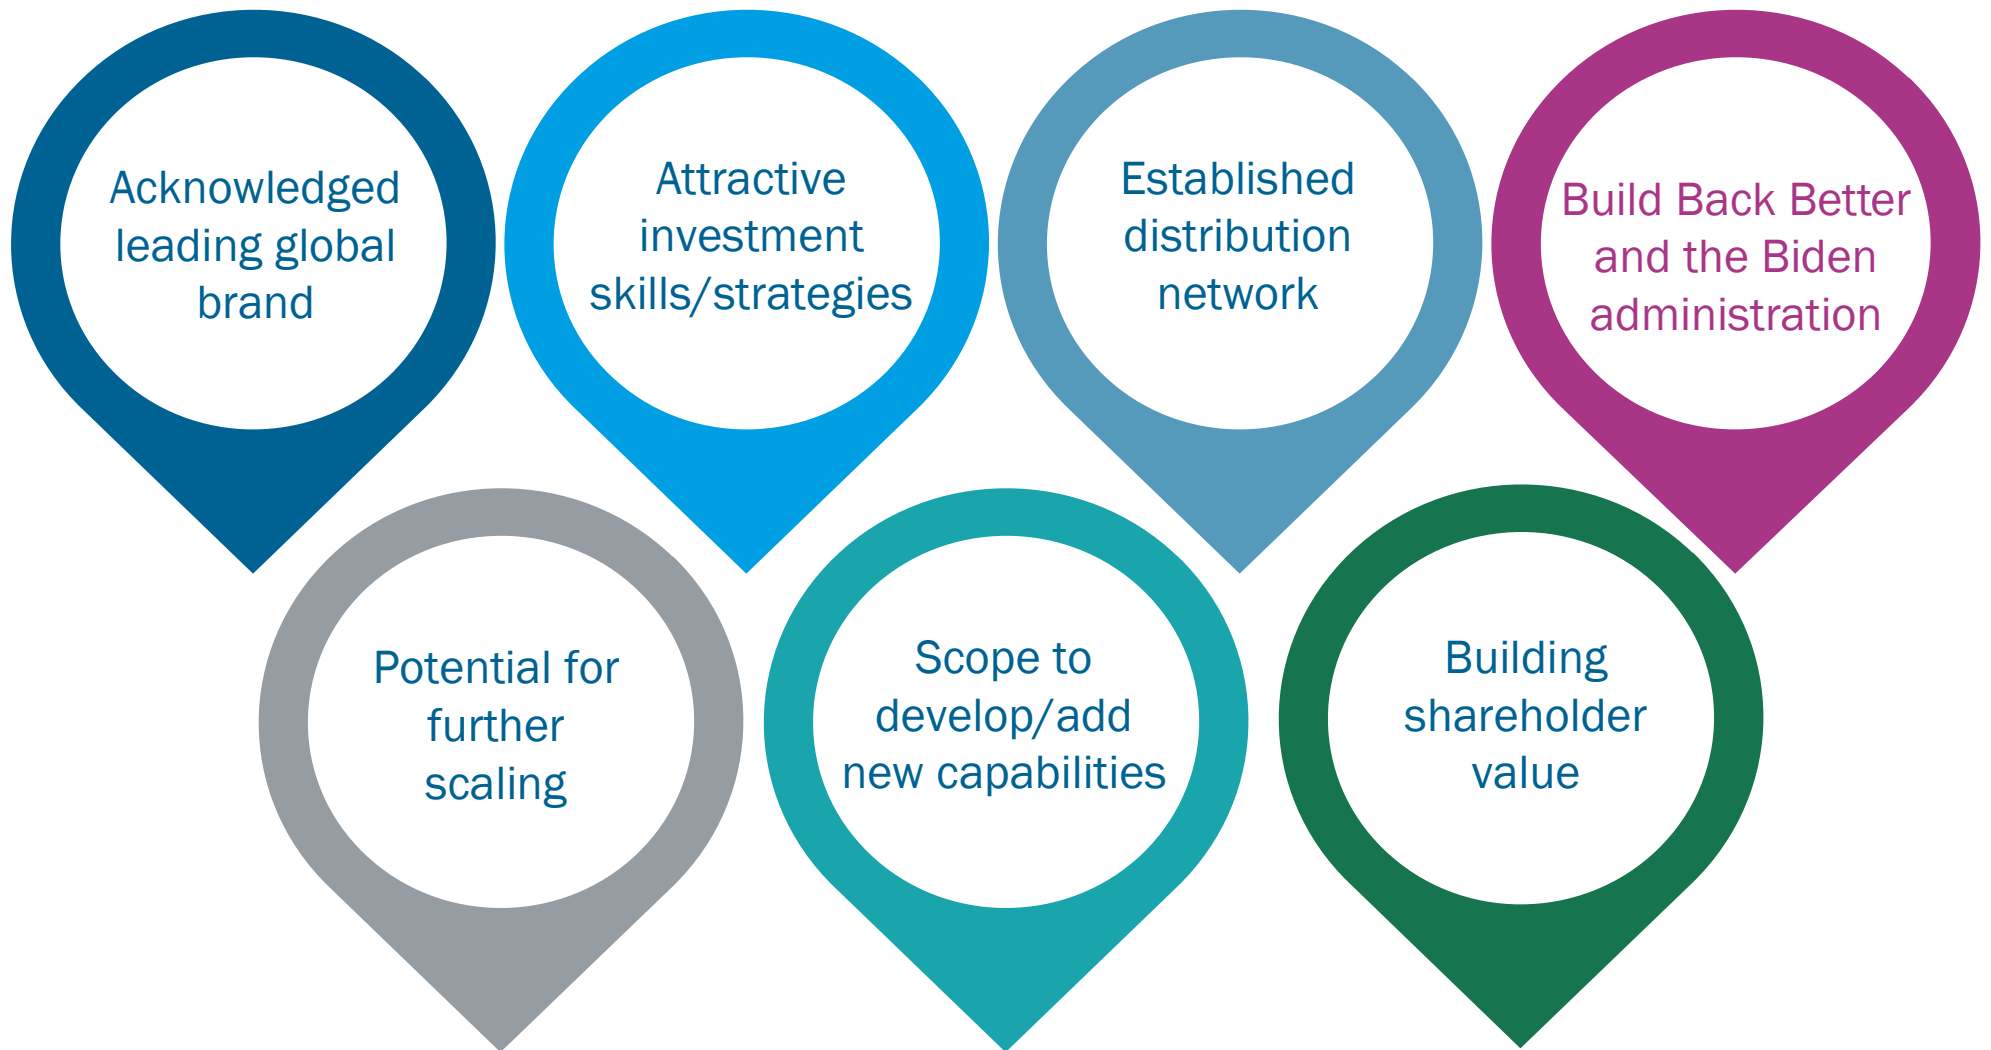 Acknowledged
leading global
brand
Attractive
investment
skills/strategies
Established
distribution
network
Build Back Better
and the Biden
administration
Potential for
further
scaling
Scope to
develop/add
new capabilities
Building
shareholder
value